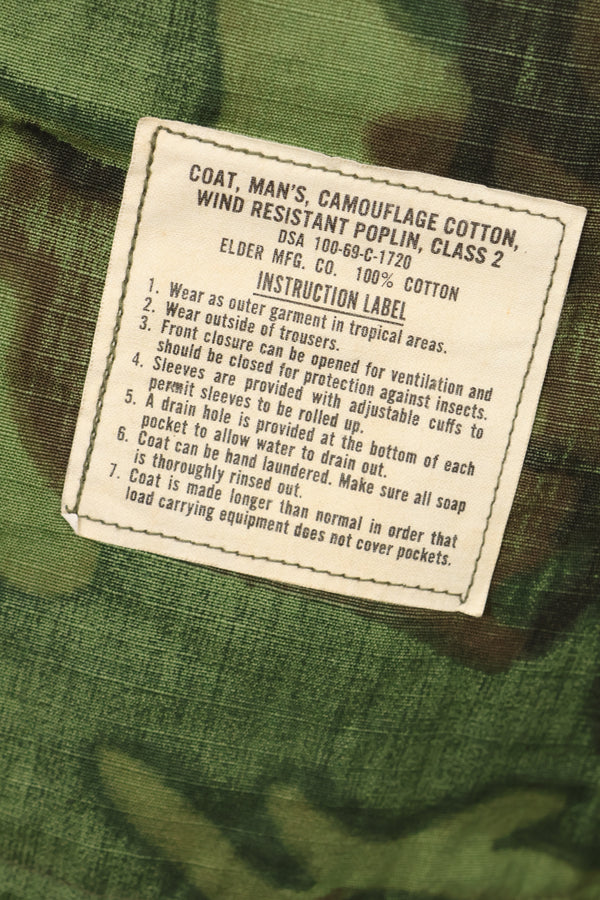 COAT, MAN'S, CAMOUFLAGE COTTON,
WIND RESISTANT POPLIN, CLASS 2
DSA 100-69-C-1720
ELDER MFG. CO. 100% COTTON
INSTRUCTION LABEL
1. Wear as outer garment in tropical areas.
2. Wear outside of trousers.
3. Front closure can be opened for ventilation and
should be closed for protection against insects.
4. Sleeves are provided with adjustable cuffs to
permit sleeves to be rolled up.
5. A drain hole is provided at the bottom of each
pocket to allow water to drain out.
6. Coat can be hand laundered. Make sure all soap
is thoroughly rinsed out.
7. Coat is made longer than normal in order that
load carrying equipment does not cover pockets.